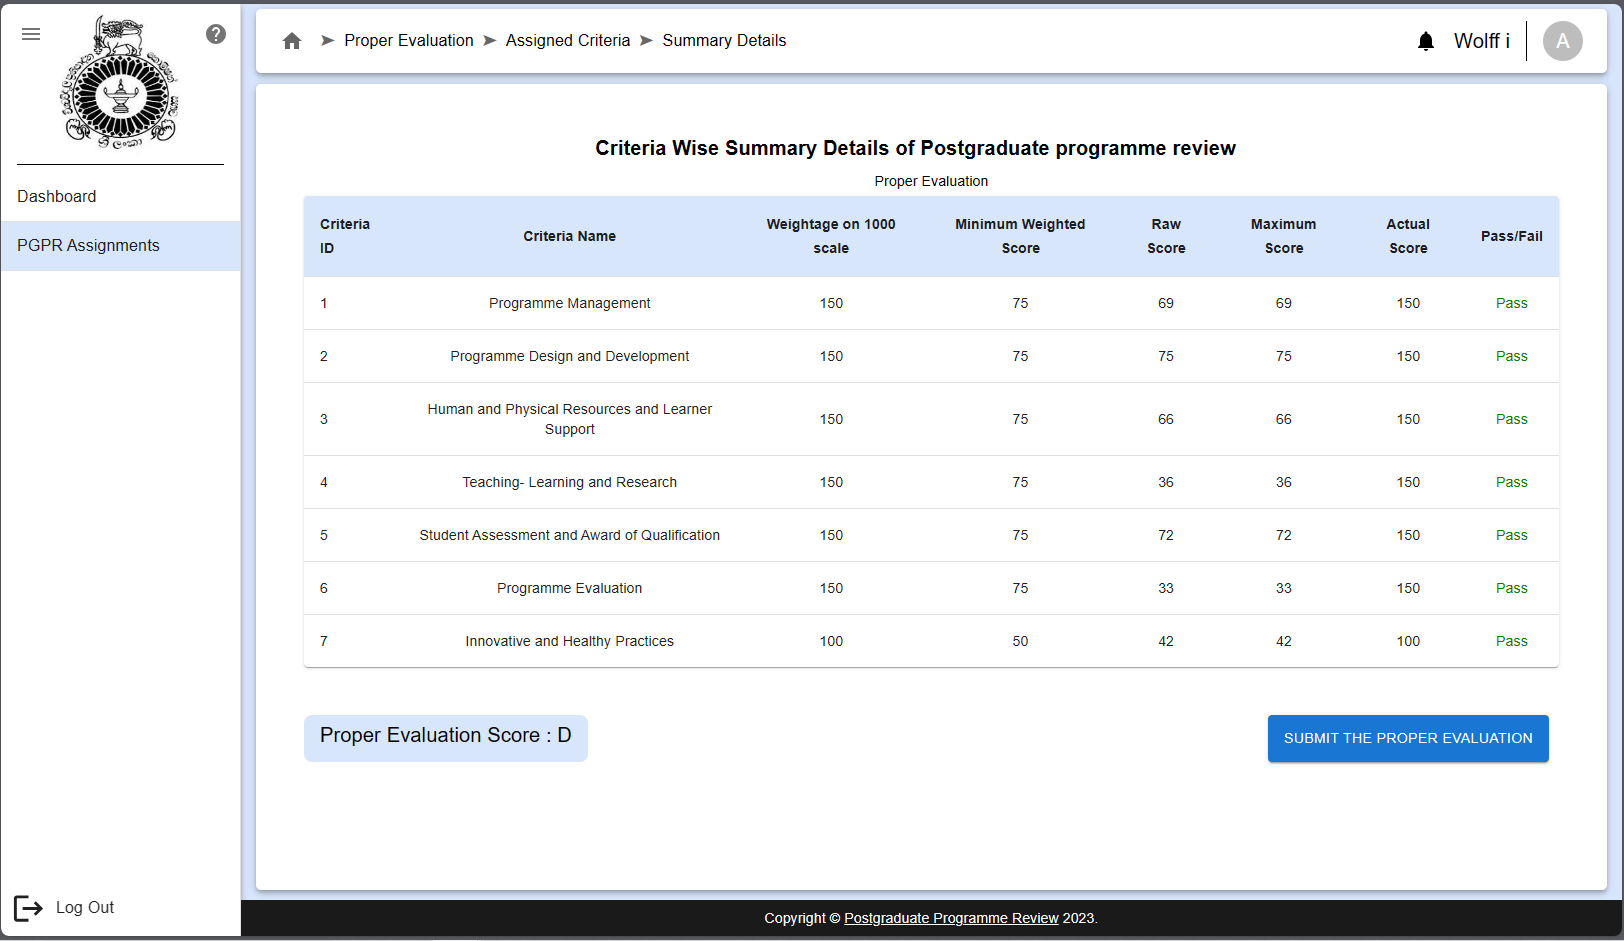 Proper Evaluation ➤ Assigned Criteria ➤ Summary Details
Wolff i
A
Dashboard
PGPR Assignments
Log Out
Criteria Wise Summary Details of Postgraduate programme review
Proper Evaluation
Criteria ID Criteria Name Weightage on 1000 scale Minimum Weighted Score Raw Score Maximum Score Actual Score Pass/Fail
1 Programme Management 150 75 69 69 150 Pass
2 Programme Design and Development 150 75 75 75 150 Pass
3 Human and Physical Resources and Learner Support 150 75 66 66 150 Pass
4 Teaching- Learning and Research 150 75 36 36 150 Pass
5 Student Assessment and Award of Qualification 150 75 72 72 150 Pass
6 Programme Evaluation 150 75 33 33 150 Pass
7 Innovative and Healthy Practices 100 50 42 42 100 Pass
Proper Evaluation Score : D
SUBMIT THE PROPER EVALUATION
Copyright © Postgraduate Programme Review 2023.